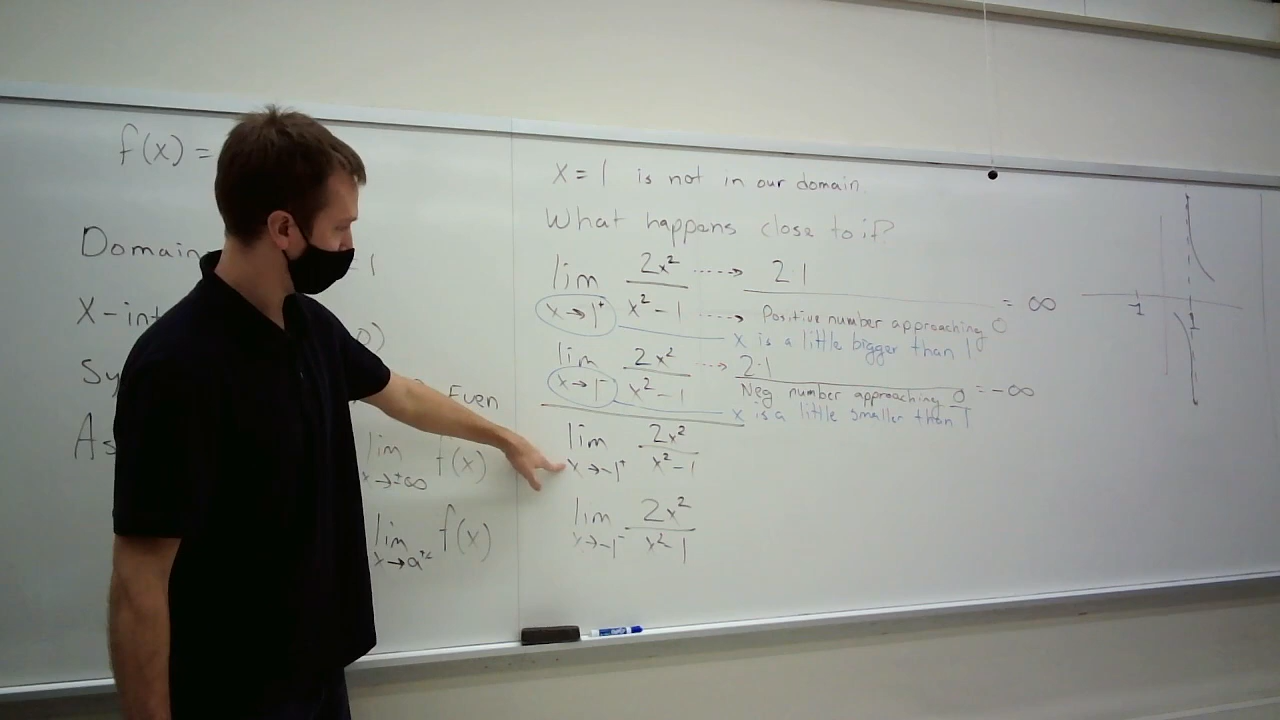 f(x) =
Domain -1
X-int 0)
Sy Even
As lim f(x)
x→±∞
lim f(x)
x→a⁺
x = 1 is not in our domain.
What happens close to it?
lim 2x² ⋯→ 2·1
x→1⁺ x² - 1 ⋯→ Positive number approaching 0 = ∞
x is a little bigger than 1
lim 2x² ⋯→ 2·1
x→1⁻ x² - 1 Neg number approaching 0 = -∞
x is a little smaller than 1
lim 2x²
x→-1⁺ x² - 1
lim 2x²
x→-1⁻ x² - 1
-1 1